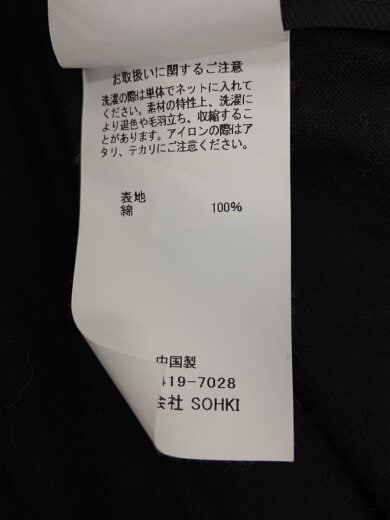 お取扱いに関するご注意
洗濯の際は単体でネットに入れて
ください。素材の特性上、洗濯に
より退色や毛羽立ち、収縮するこ
とがあります。アイロンの際はア
タリ、テカリにご注意ください。
表地
綿 100%
中国製
419-7028
会社 SOHKI